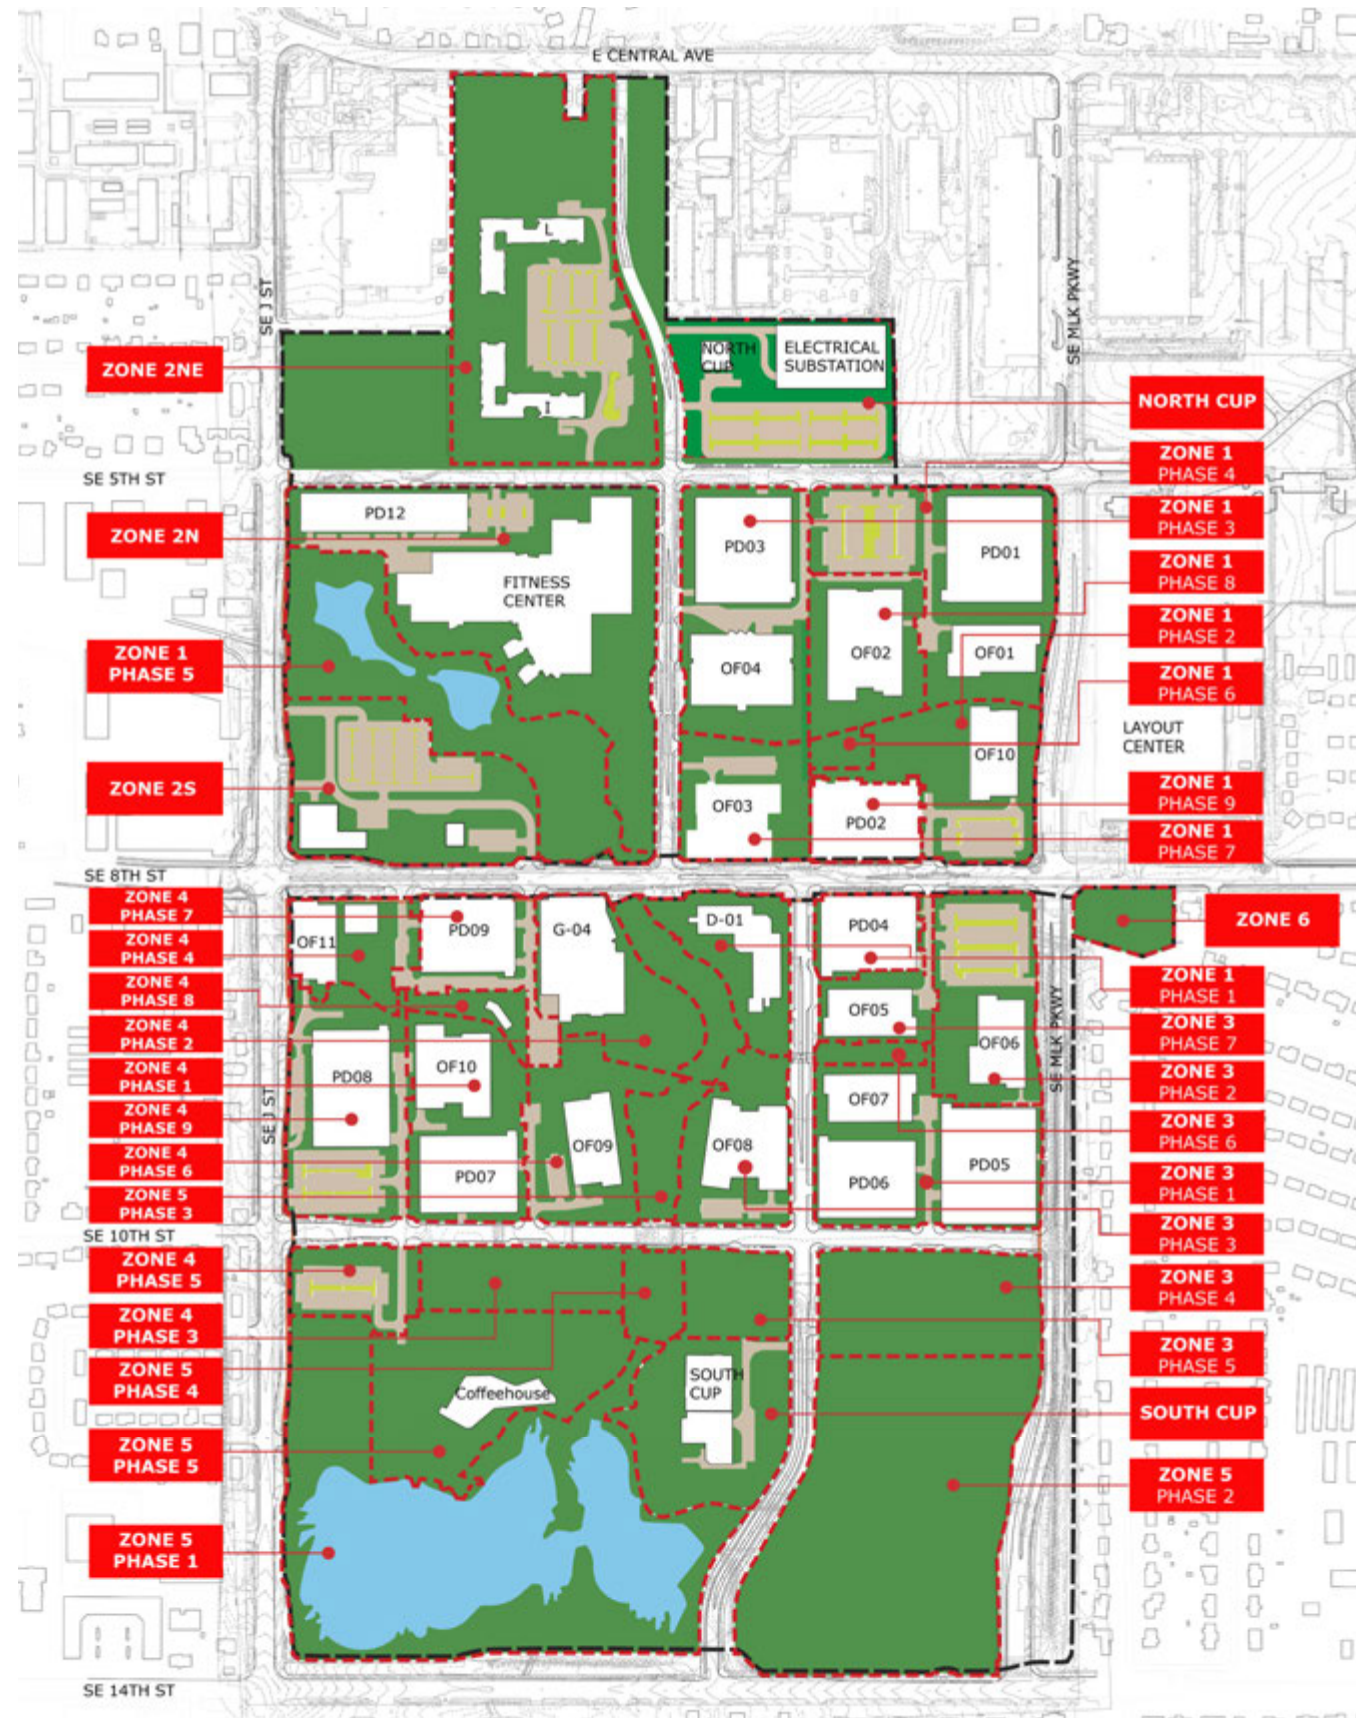 E CENTRAL AVE
SE J ST
SE MLK PKWY
L
I
NORTH
CUP
ELECTRICAL
SUBSTATION
ZONE 2NE
NORTH CUP
SE 5TH ST
ZONE 1
PHASE 4
ZONE 1
PHASE 3
ZONE 1
PHASE 8
ZONE 1
PHASE 2
ZONE 1
PHASE 6
ZONE 1
PHASE 9
ZONE 1
PHASE 7
ZONE 2N
ZONE 1
PHASE 5
ZONE 2S
PD12
FITNESS
CENTER
PD03
PD01
OF04
OF02
OF01
OF10
OF03
PD02
LAYOUT
CENTER
SE 8TH ST
ZONE 4
PHASE 7
ZONE 4
PHASE 4
ZONE 4
PHASE 8
ZONE 4
PHASE 2
ZONE 4
PHASE 1
ZONE 4
PHASE 9
ZONE 4
PHASE 6
ZONE 5
PHASE 3
OF11
PD09
G-04
D-01
PD04
OF05
OF06
PD08
OF10
OF07
OF09
OF08
PD07
PD06
PD05
SE J ST
SE MLK PKWY
ZONE 6
ZONE 1
PHASE 1
ZONE 3
PHASE 7
ZONE 3
PHASE 2
ZONE 3
PHASE 6
ZONE 3
PHASE 1
ZONE 3
PHASE 3
SE 10TH ST
ZONE 4
PHASE 5
ZONE 4
PHASE 3
ZONE 5
PHASE 4
ZONE 5
PHASE 5
ZONE 5
PHASE 1
Coffeehouse
SOUTH
CUP
ZONE 3
PHASE 4
ZONE 3
PHASE 5
SOUTH CUP
ZONE 5
PHASE 2
SE 14TH ST